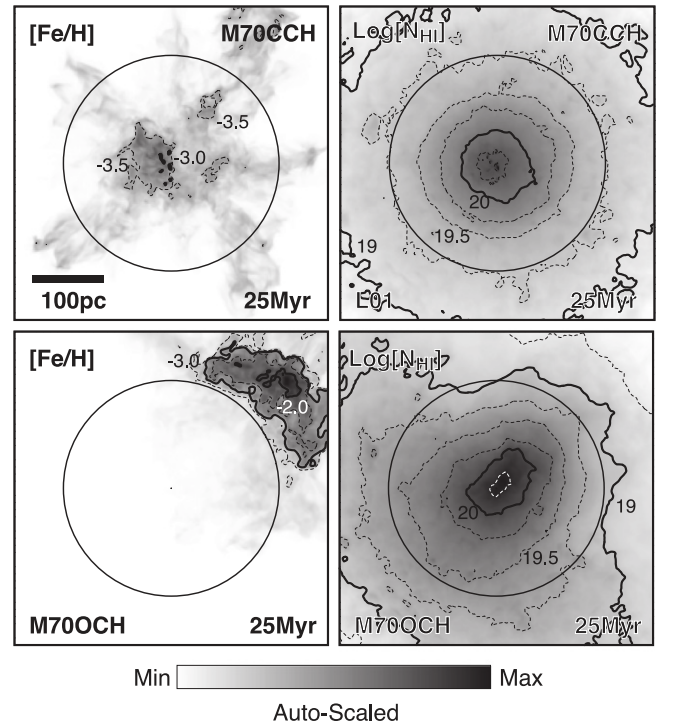 [Fe/H] M70CCH
-3.5
-3.5 -3.0
100pc 25Myr
Log[N_HI] M70CCH
20
19.5
19
L01 25Myr
[Fe/H]
-3.0
-2.0
M70OCH 25Myr
Log[N_HI]
20
19
19.5
M70OCH 25Myr
Min Max
Auto-Scaled